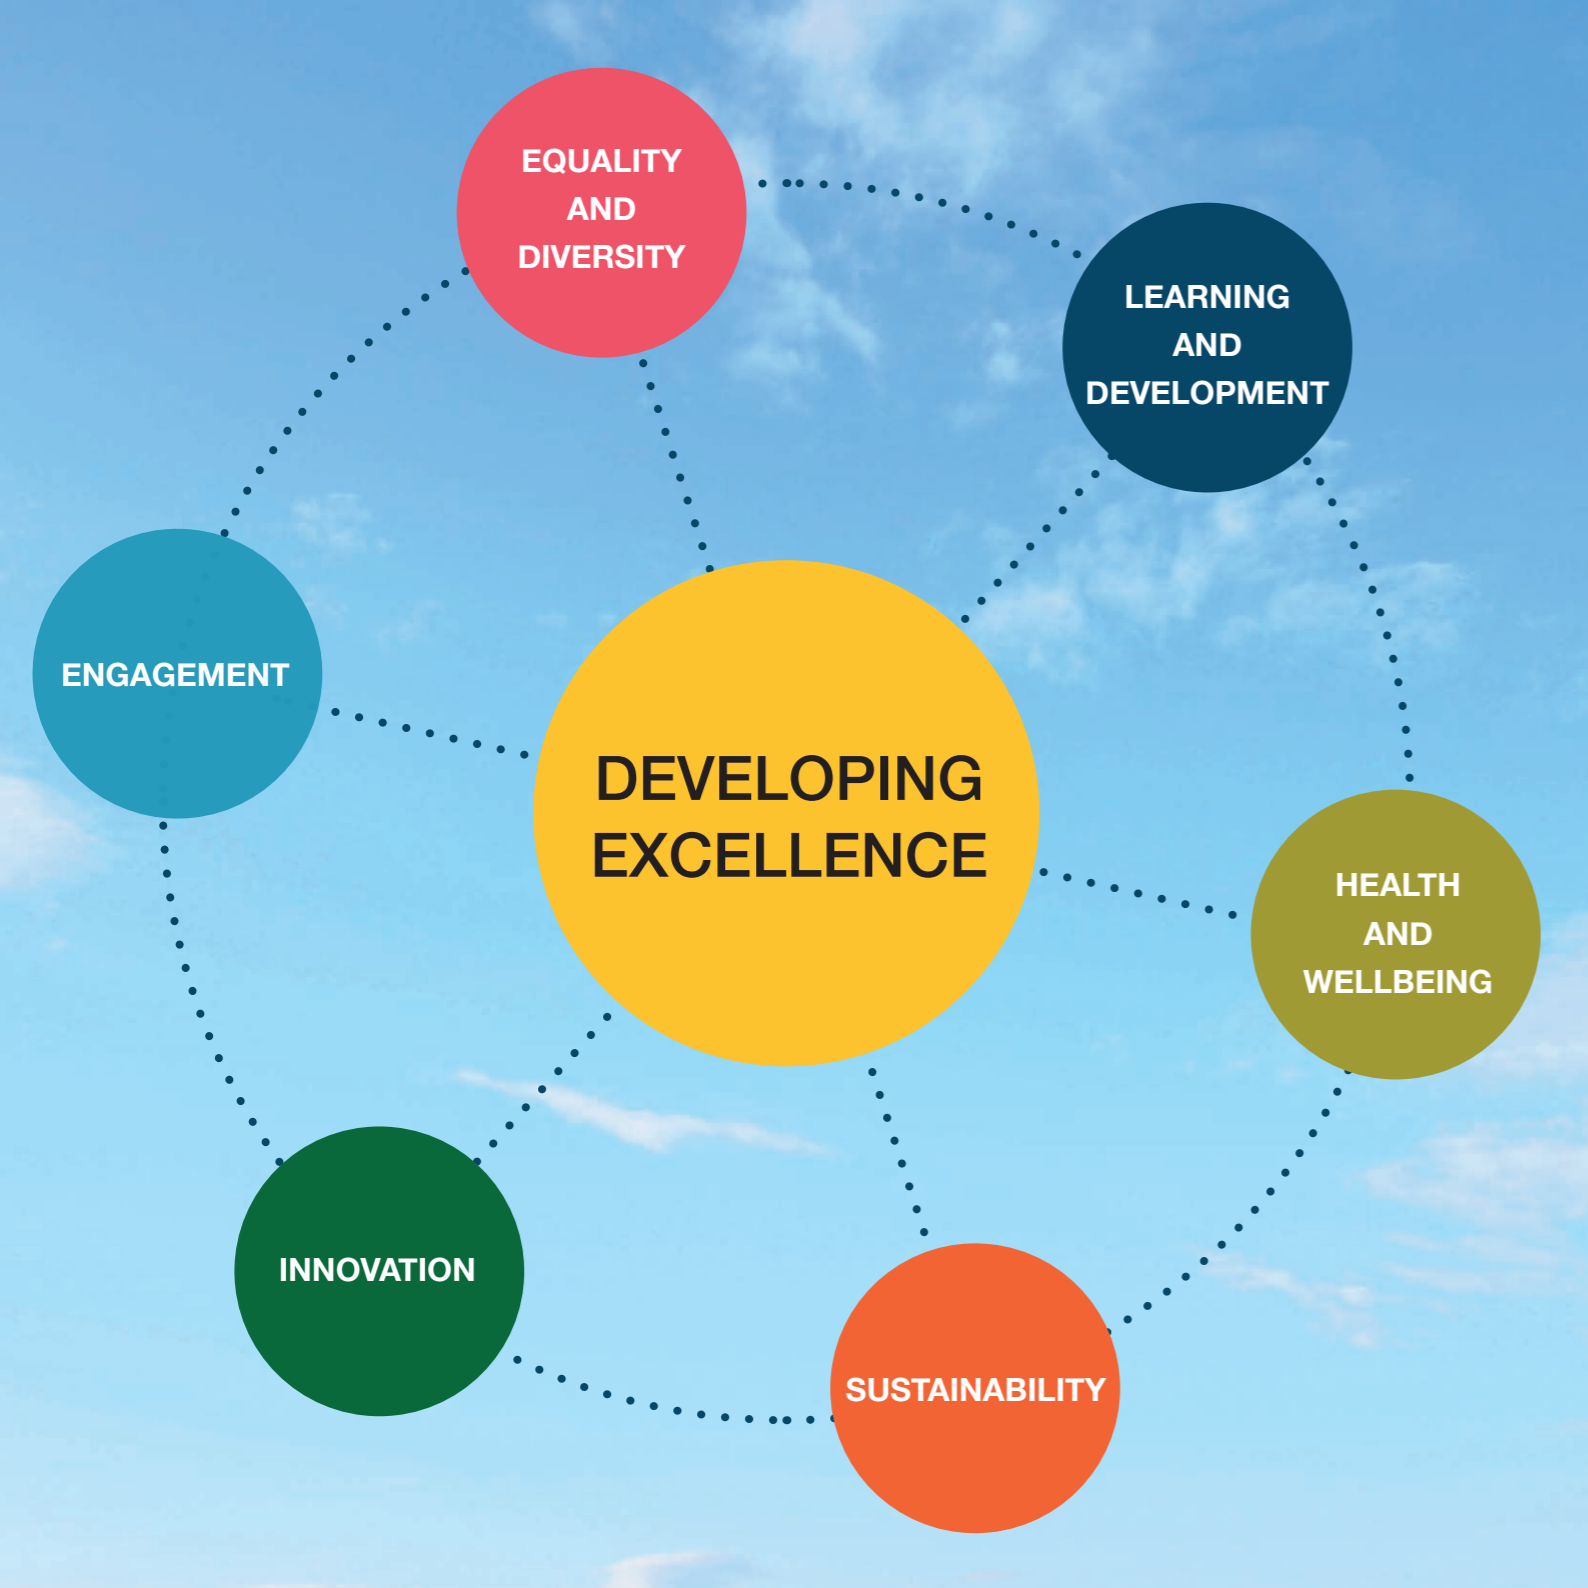 EQUALITY
AND
DIVERSITY
LEARNING
AND
DEVELOPMENT
ENGAGEMENT
DEVELOPING
EXCELLENCE
HEALTH
AND
WELLBEING
INNOVATION
SUSTAINABILITY